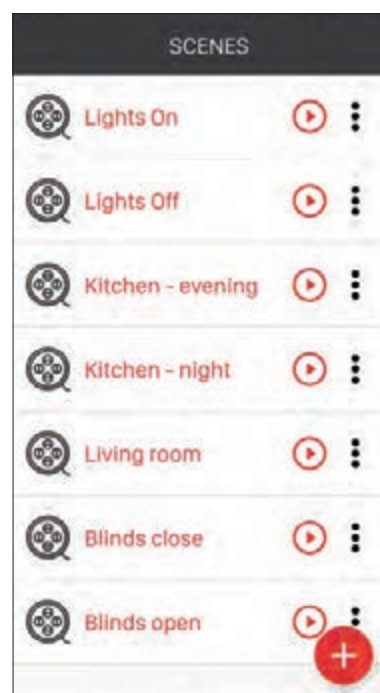 SCENES
Lights On
Lights Off
Kitchen - evening
Kitchen - night
Living room
Blinds close
Blinds open